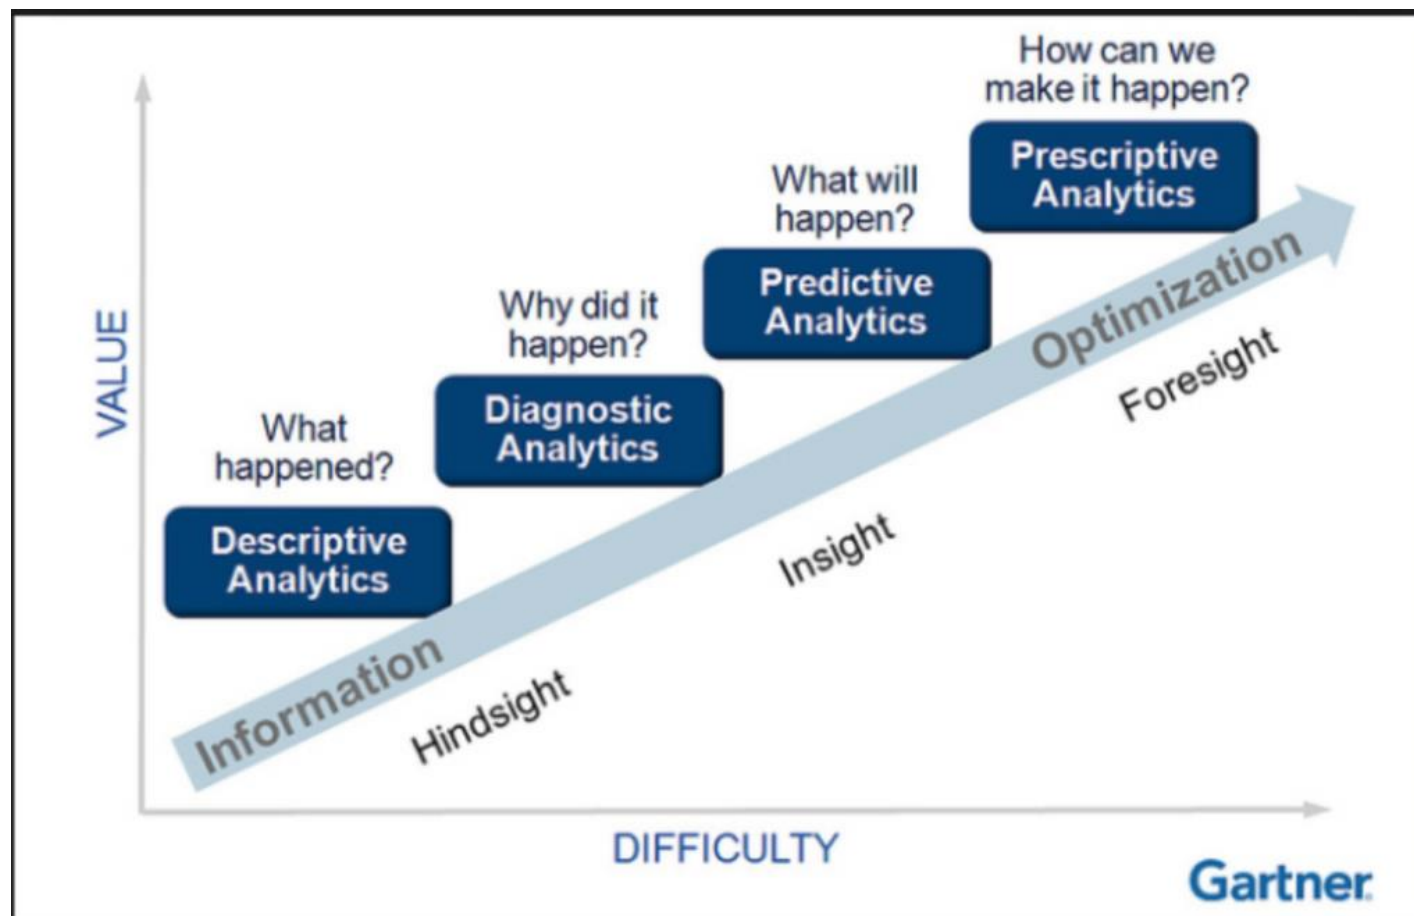 How can we
make it happen?
Prescriptive
Analytics
What will
happen?
Predictive
Analytics
Why did it
happen?
Diagnostic
Analytics
What
happened?
Descriptive
Analytics
VALUE
Information
Optimization
Hindsight
Insight
Foresight
DIFFICULTY
Gartner